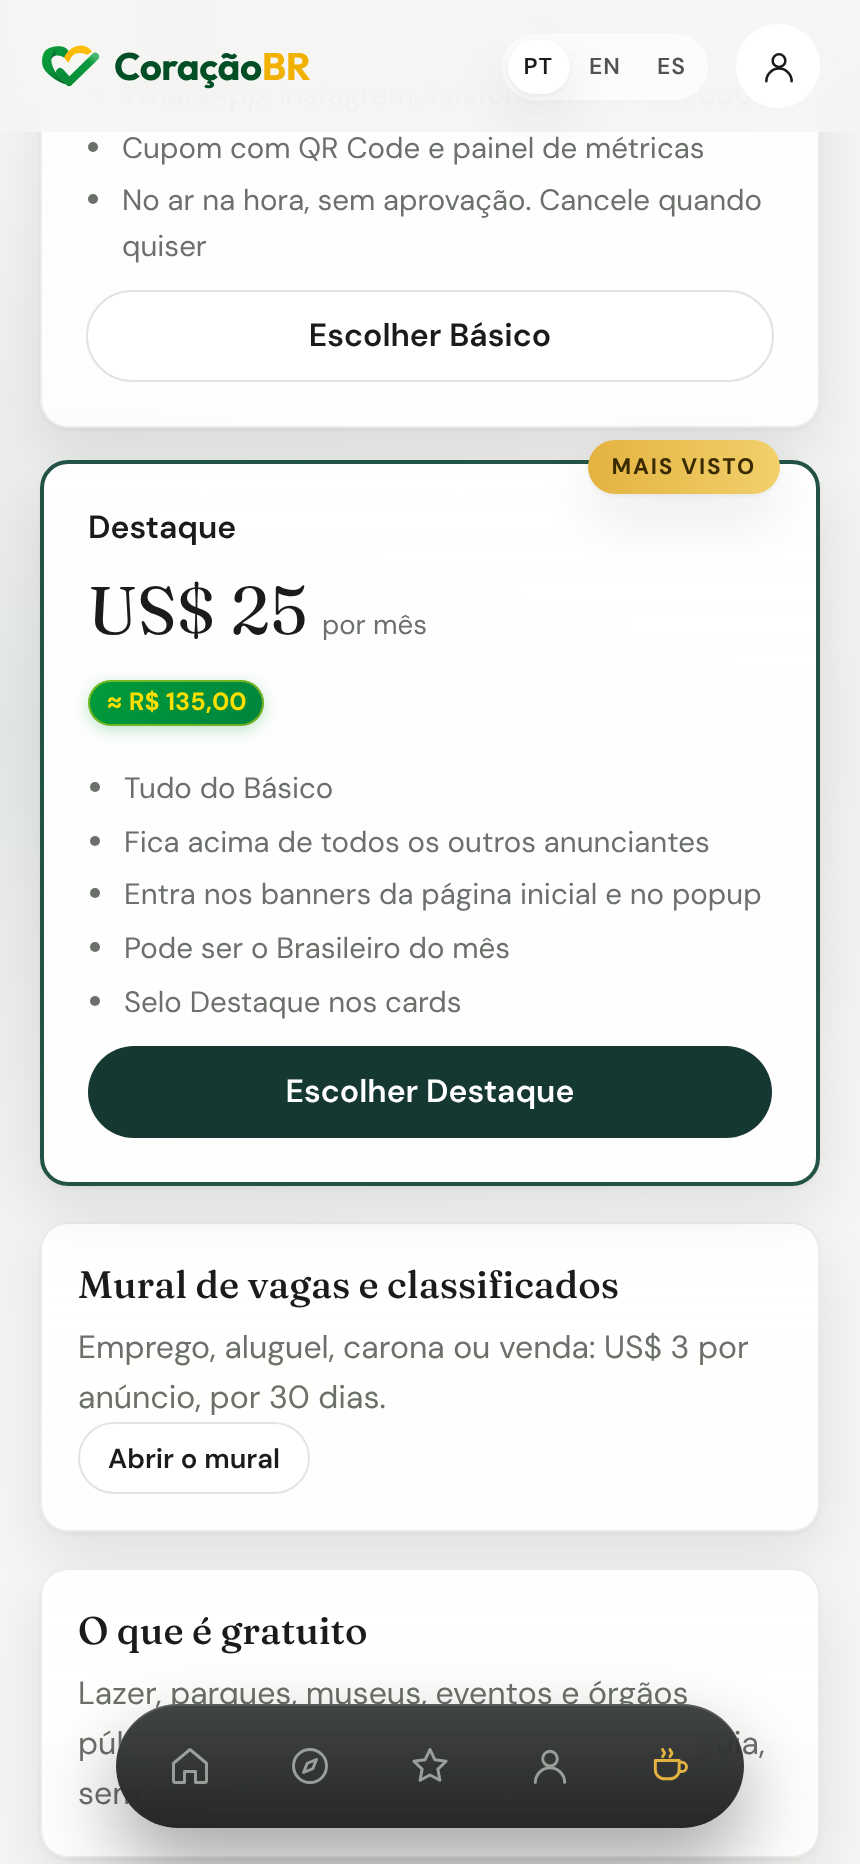 CoraçãoBR
PT EN ES
WhatsApp, Instagram, telefone,
Cupom com QR Code e painel de métricas
No ar na hora, sem aprovação. Cancele quando
quiser
Escolher Básico
MAIS VISTO
Destaque
US$ 25 por mês
≈ R$ 135,00
Tudo do Básico
Fica acima de todos os outros anunciantes
Entra nos banners da página inicial e no popup
Pode ser o Brasileiro do mês
Selo Destaque nos cards
Escolher Destaque
Mural de vagas e classificados
Emprego, aluguel, carona ou venda: US$ 3 por
anúncio, por 30 dias.
Abrir o mural
O que é gratuito
Lazer, parques, museus, eventos e órgãos